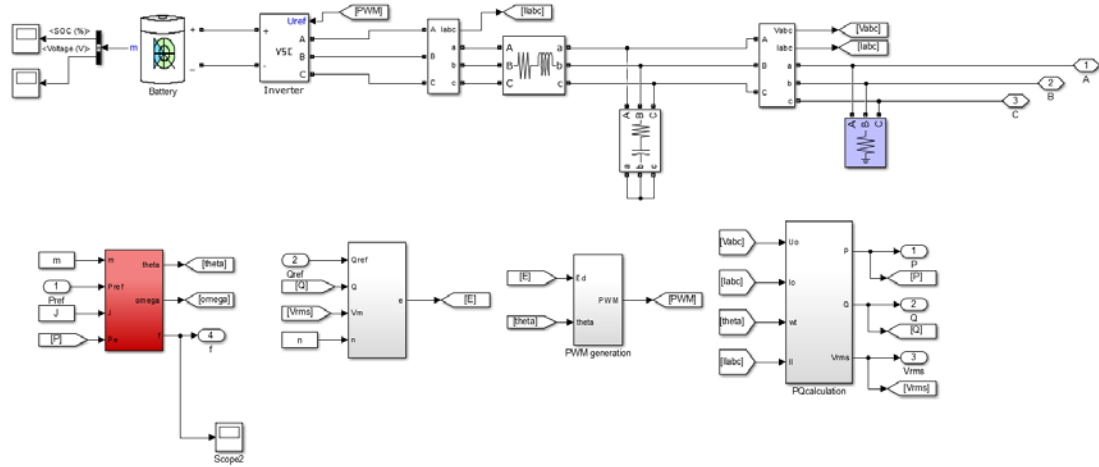 <SOC (%)>
<Voltage (V)>
m
+
–
Battery
+
-
Uref
VSC
A
B
C
Inverter
[PWM]
A
B
C
Iabc
a
b
c
[IIabc]
A
B
C
a
b
c
A
B
C
a
b
c
A
B
C
Vabc
Iabc
a
b
c
[Vabc]
[Iabc]
A
B
C
1
A
2
B
3
C
m
1
Pref
J
[P]
m
Pref
J
Pe
theta
omega
f
[theta]
[omega]
4
f
Scope2
2
Qref
[Q]
[Vrms]
n
Qref
Q
Vm
n
e
[E]
[E]
[theta]
Ed
theta
PWM
PWM generation
[PWM]
[Vabc]
[Iabc]
[theta]
[IIabc]
Uo
Io
wt
Il
P
Q
Vrms
PQcalculation
1
P
[P]
2
Q
[Q]
3
Vrms
[Vrms]